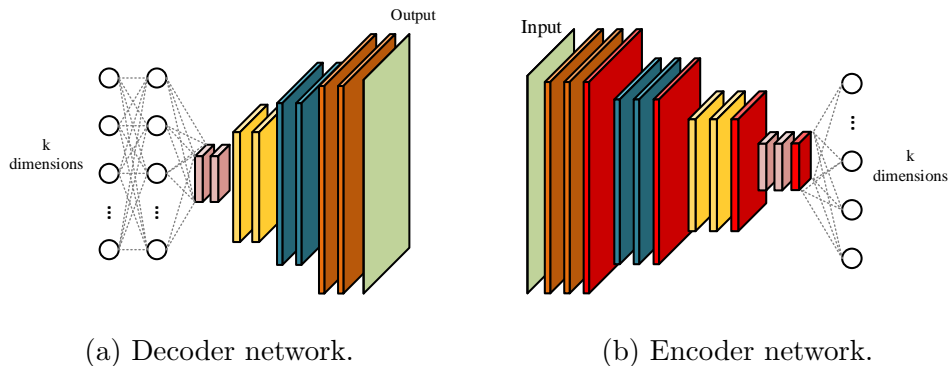 Output
k
dimensions
(a) Decoder network.
Input
k
dimensions
(b) Encoder network.